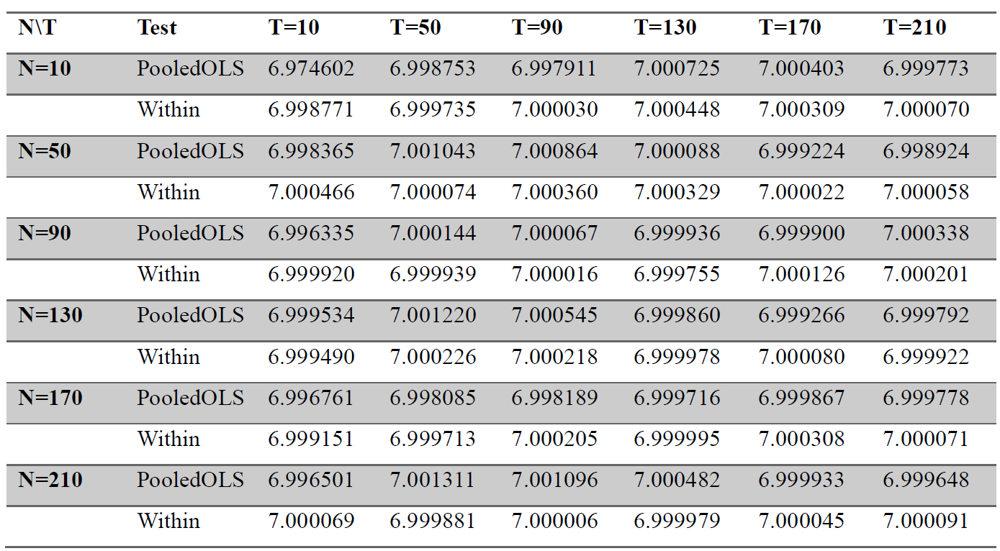 N\T Test T=10 T=50 T=90 T=130 T=170 T=210
N=10 PooledOLS 6.974602 6.998753 6.997911 7.000725 7.000403 6.999773
Within 6.998771 6.999735 7.000030 7.000448 7.000309 7.000070
N=50 PooledOLS 6.998365 7.001043 7.000864 7.000088 6.999224 6.998924
Within 7.000466 7.000074 7.000360 7.000329 7.000022 7.000058
N=90 PooledOLS 6.996335 7.000144 7.000067 6.999936 6.999900 7.000338
Within 6.999920 6.999939 7.000016 6.999755 7.000126 7.000201
N=130 PooledOLS 6.999534 7.001220 7.000545 6.999860 6.999266 6.999792
Within 6.999490 7.000226 7.000218 6.999978 7.000080 6.999922
N=170 PooledOLS 6.996761 6.998085 6.998189 6.999716 6.999867 6.999778
Within 6.999151 6.999713 7.000205 6.999995 7.000308 7.000071
N=210 PooledOLS 6.996501 7.001311 7.001096 7.000482 6.999933 6.999648
Within 7.000069 6.999881 7.000006 6.999979 7.000045 7.000091